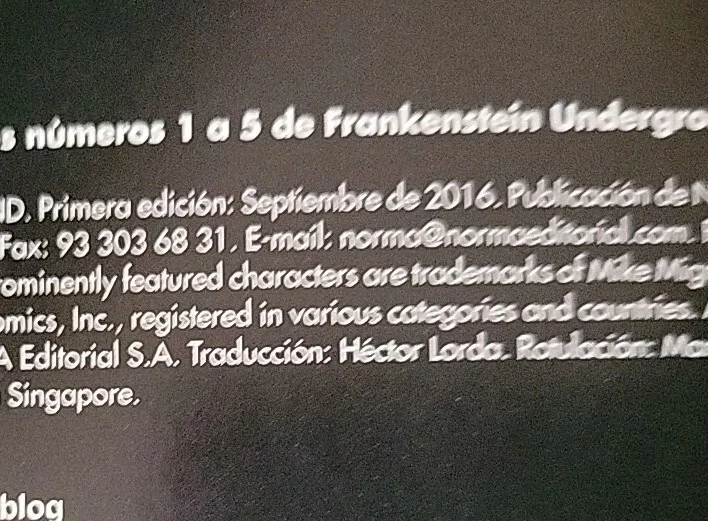 s números 1 a 5 de Frankenstein Undergro
ND. Primera edición: Septiembre de 2016. Publicación de N
Fax: 93 303 68 31. E-mail: norma@normaeditorial.com.
rominently featured characters are trademarks of Mike Mig
omics, Inc., registered in various categories and countries. A
A Editorial S.A. Traducción: Héctor Lorda. Rotulación: Ma
Singapore.
blog